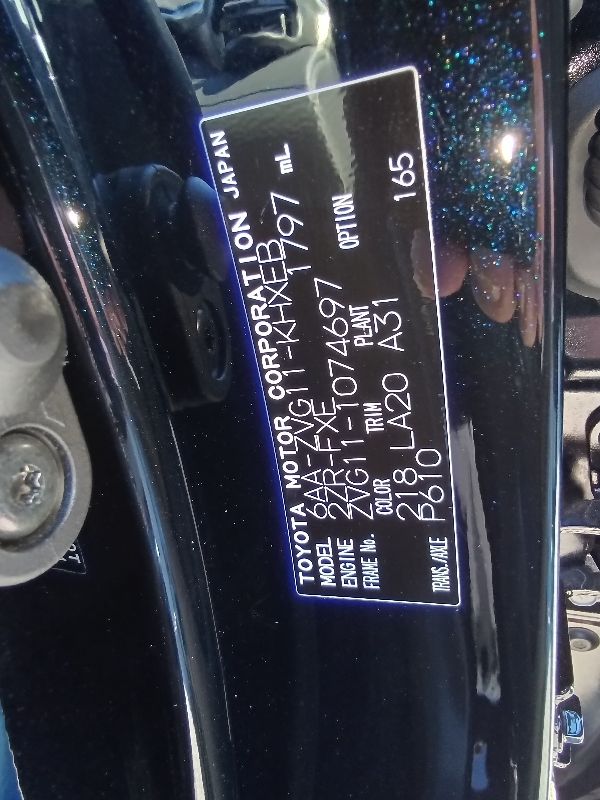 TOYOTA MOTOR CORPORATION JAPAN
MODEL 6AA-ZVG11-KHXEB
ENGINE 2ZR-FXE 1797 mL
FRAME No. ZVG11-1074697
COLOR TRIM PLANT OPTION
218 LA20 A31
TRANS./AXLE P610 165